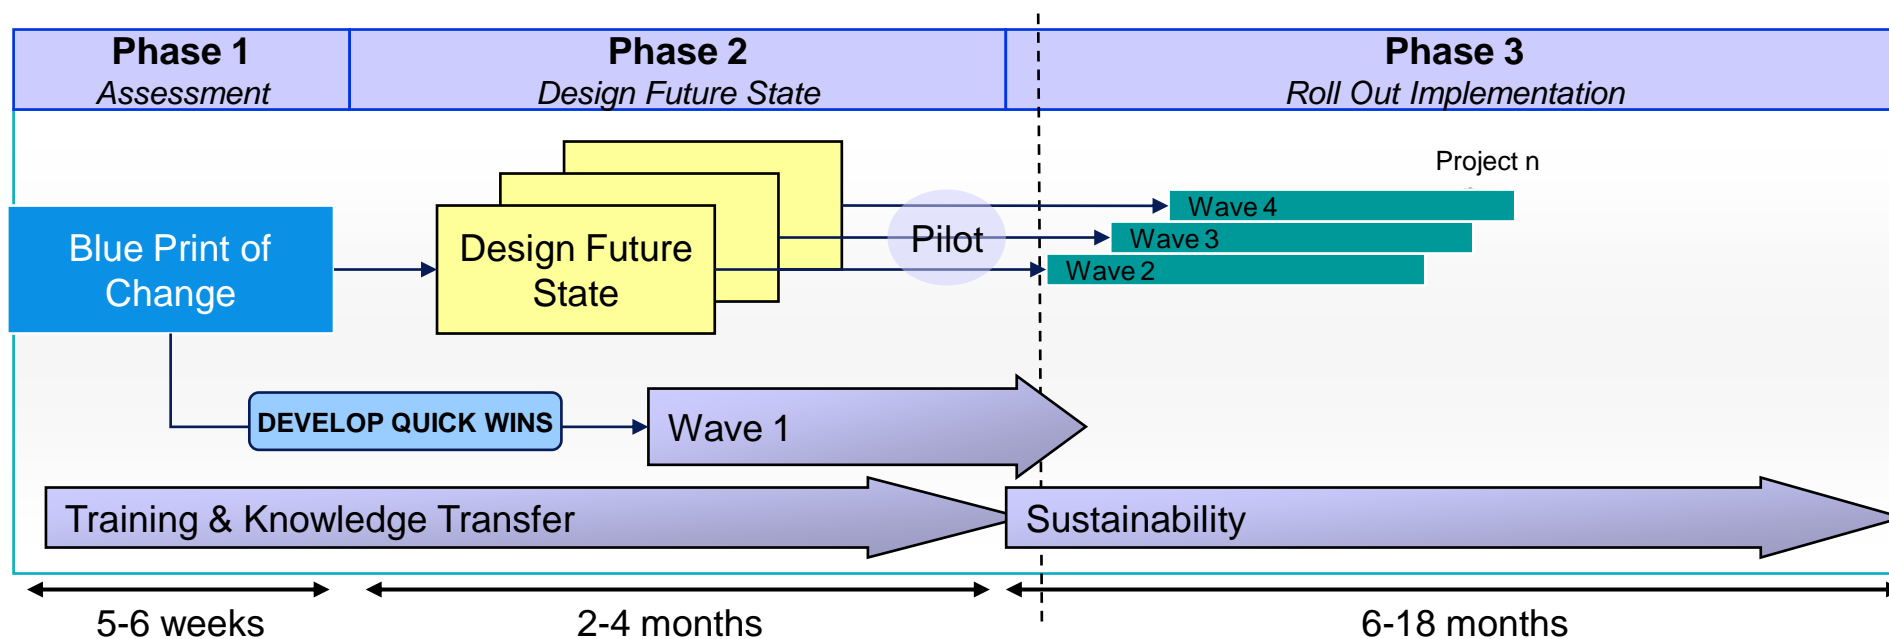 Phase 1
Assessment
Phase 2
Design Future State
Phase 3
Roll Out Implementation
Project n
Wave 4
Wave 3
Wave 2
Pilot
Blue Print of
Change
Design Future
State
DEVELOP QUICK WINS
Wave 1
Training & Knowledge Transfer
Sustainability
5-6 weeks
2-4 months
6-18 months